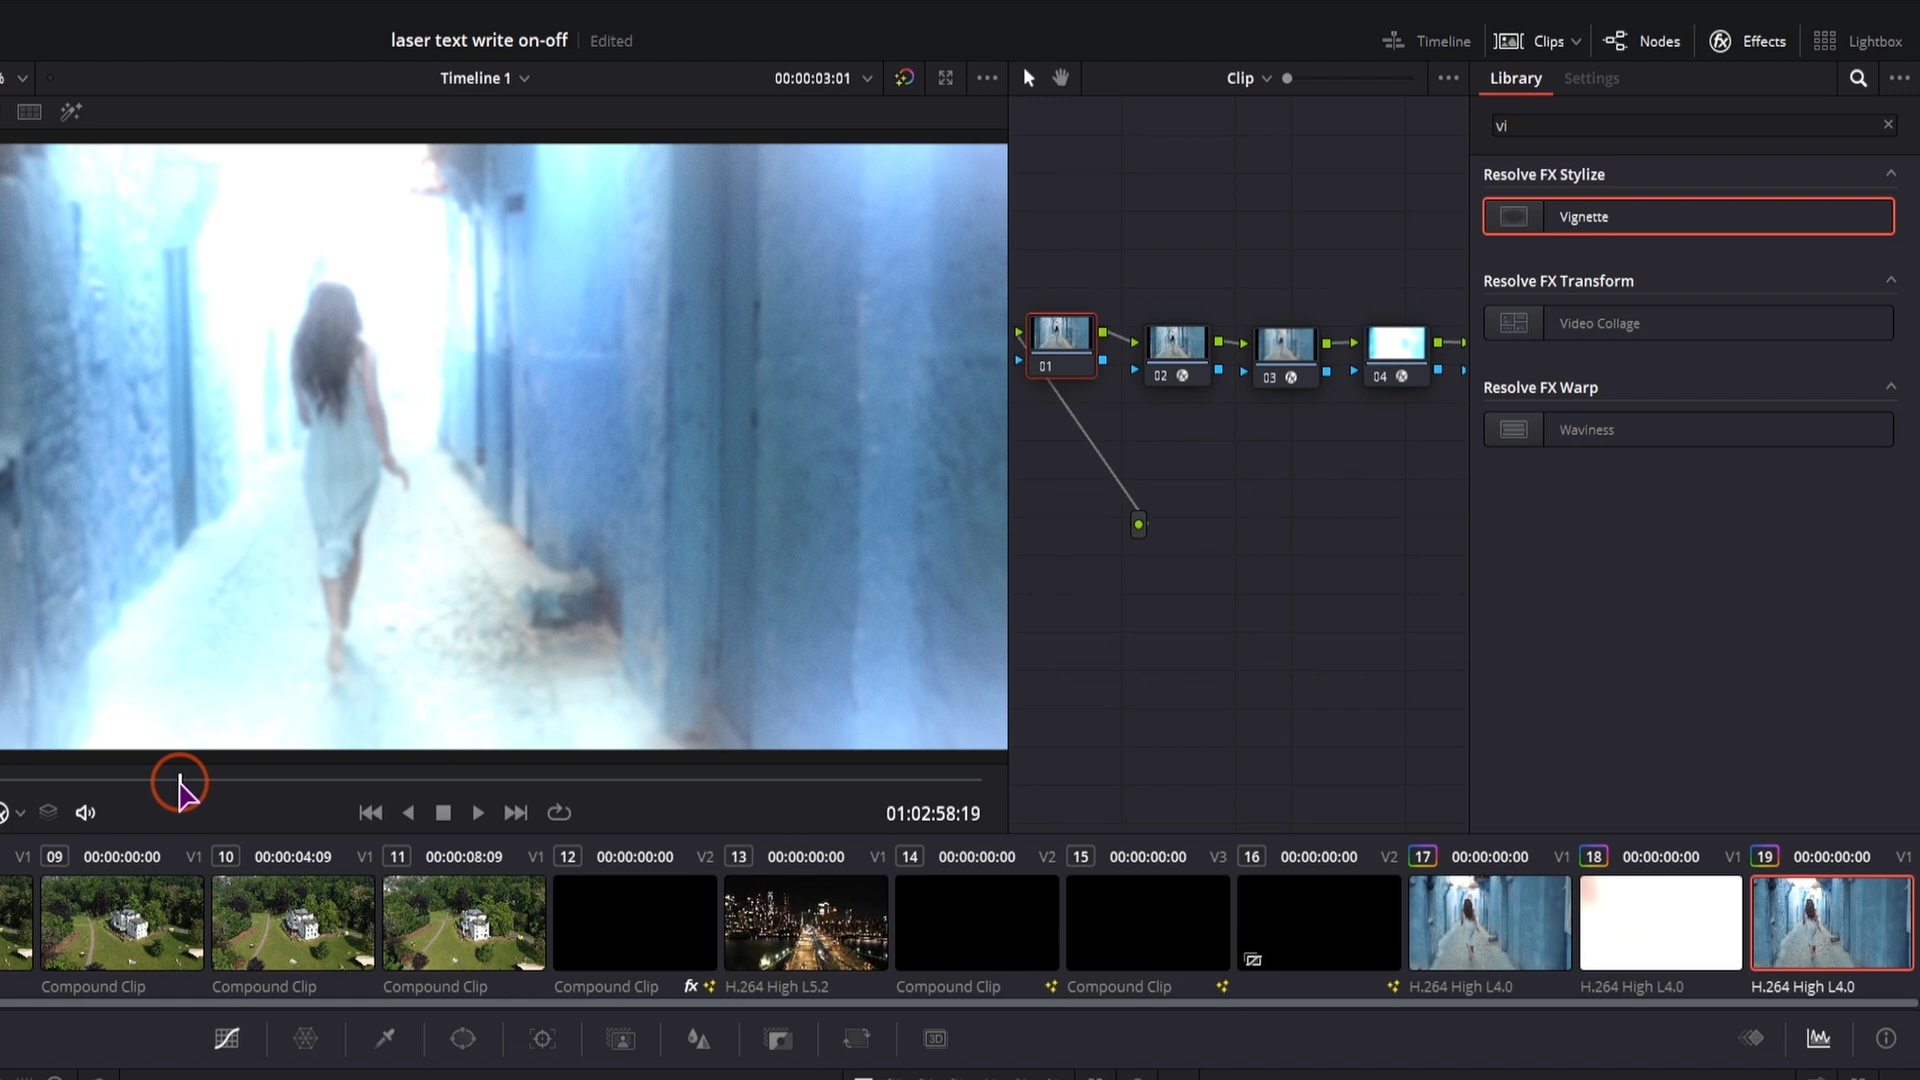 laser text write on-off Edited
Timeline Clips Nodes Effects Lightbox
%
Timeline 1
00:00:03:01
Clip
Library Settings
vi
Resolve FX Stylize
Vignette
Resolve FX Transform
Video Collage
Resolve FX Warp
Waviness
01 02 03 04
01:02:58:19
V1 09 00:00:00:00 V1 10 00:00:04:09 V1 11 00:00:08:09 V1 12 00:00:00:00 V2 13 00:00:00:00 V1 14 00:00:00:00 V2 15 00:00:00:00 V3 16 00:00:00:00 V2 17 00:00:00:00 V1 18 00:00:00:00 V1 19 00:00:00:00 V1
Compound Clip Compound Clip Compound Clip Compound Clip fx H.264 High L5.2 Compound Clip Compound Clip H.264 High L4.0 H.264 High L4.0 H.264 High L4.0
3D